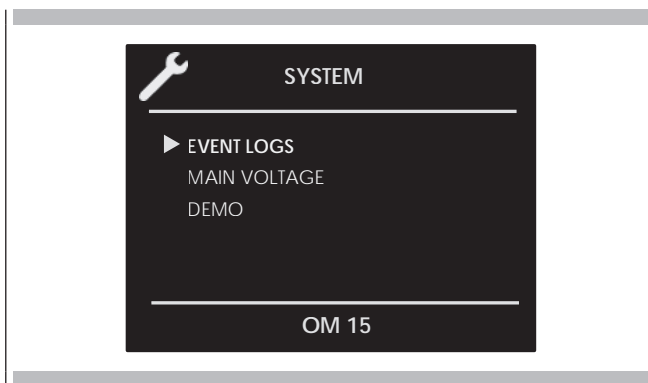 SYSTEM
EVENT LOGS
MAIN VOLTAGE
DEMO
OM 15